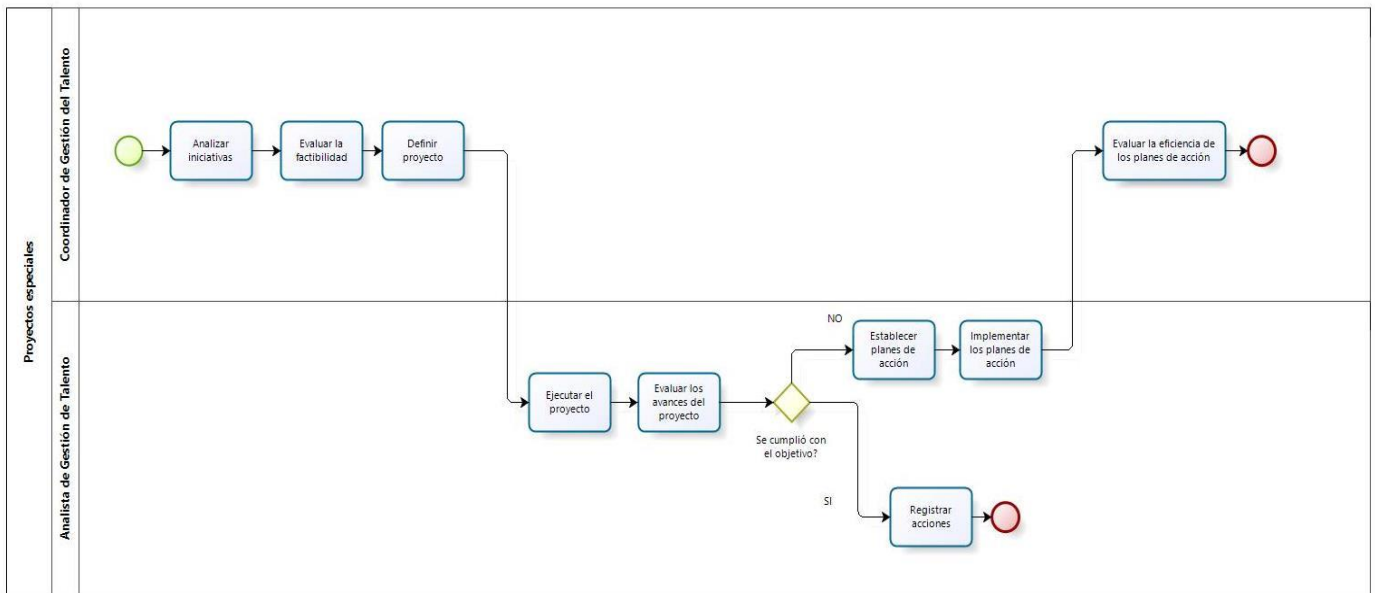 Proyectos especiales
Coordinador de Gestión del Talento
Analizar
iniciativas
Evaluar la
factibilidad
Definir
proyecto
Evaluar la eficiencia de
los planes de acción
Analista de Gestión de Talento
Ejecutar el
proyecto
Evaluar los
avances del
proyecto
Se cumplió con
el objetivo?
NO
Establecer
planes de
acción
Implementar
los planes de
acción
SI
Registrar
acciones